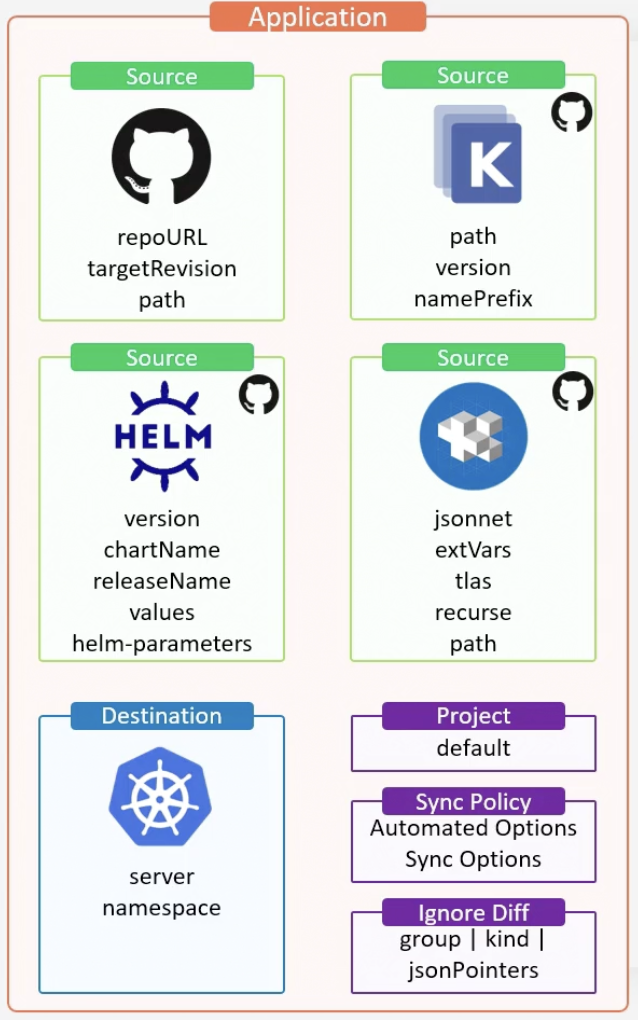 Application
Source
repoURL
targetRevision
path
Source
K
path
version
namePrefix
Source
HELM
version
chartName
releaseName
values
helm-parameters
Source
jsonnet
extVars
tlas
recurse
path
Destination
server
namespace
Project
default
Sync Policy
Automated Options
Sync Options
Ignore Diff
group | kind |
jsonPointers